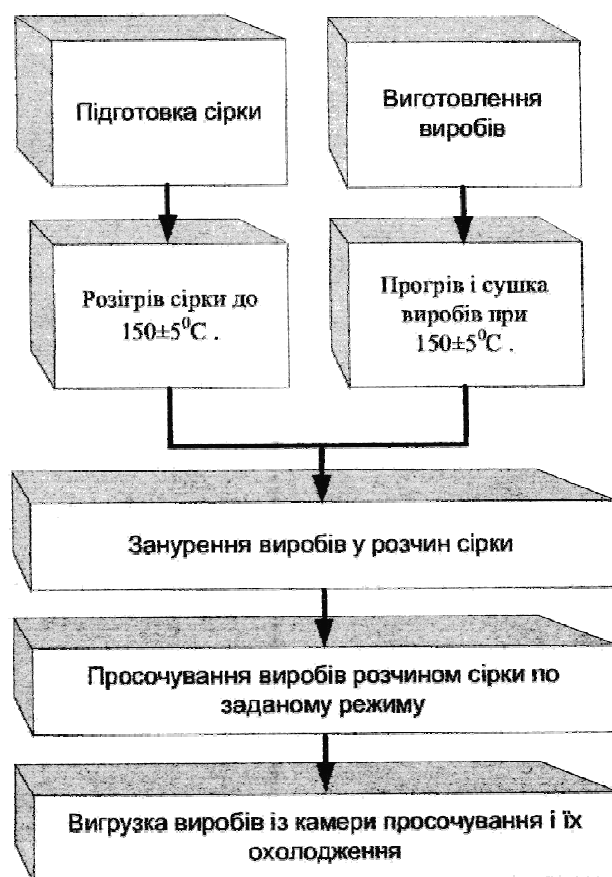 Підготовка сірки
Виготовлення
виробів
Розігрів сірки до
150±5⁰С .
Прогрів і сушка
виробів при
150±5⁰С .
Занурення виробів у розчин сірки
Просочування виробів розчином сірки по
заданому режиму
Вигрузка виробів із камери просочування і їх
охолодження